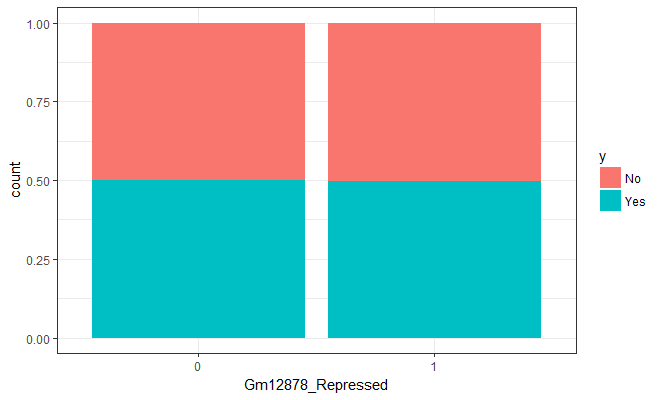 1.00
0.75
0.50
0.25
0.00
count
0
1
Gm12878_Repressed
y
No
Yes